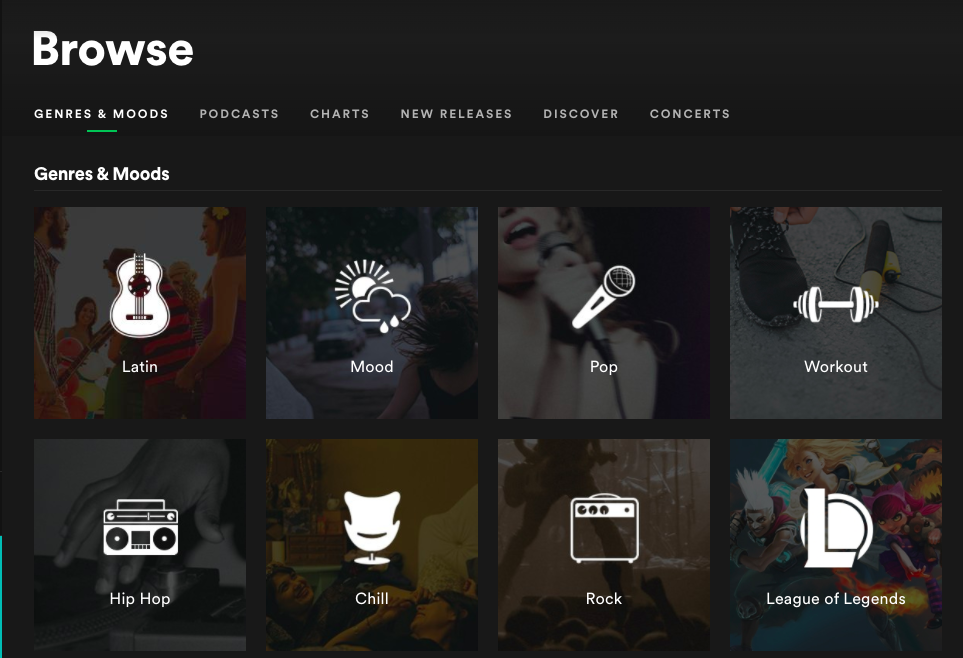 Browse
GENRES & MOODS PODCASTS CHARTS NEW RELEASES DISCOVER CONCERTS
Genres & Moods
Latin Mood Pop Workout
Hip Hop Chill Rock League of Legends